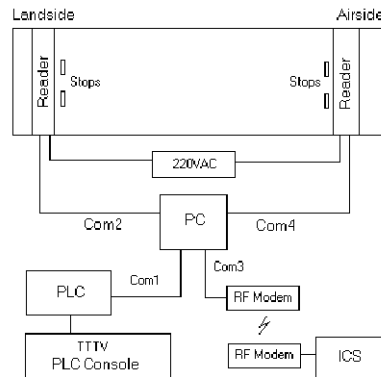 Landside Airside
Reader Stops Stops Reader
220VAC
PC
Com2 Com4
Com1 Com3
PLC
RF Modem
TTTV
PLC Console
RF Modem ICS